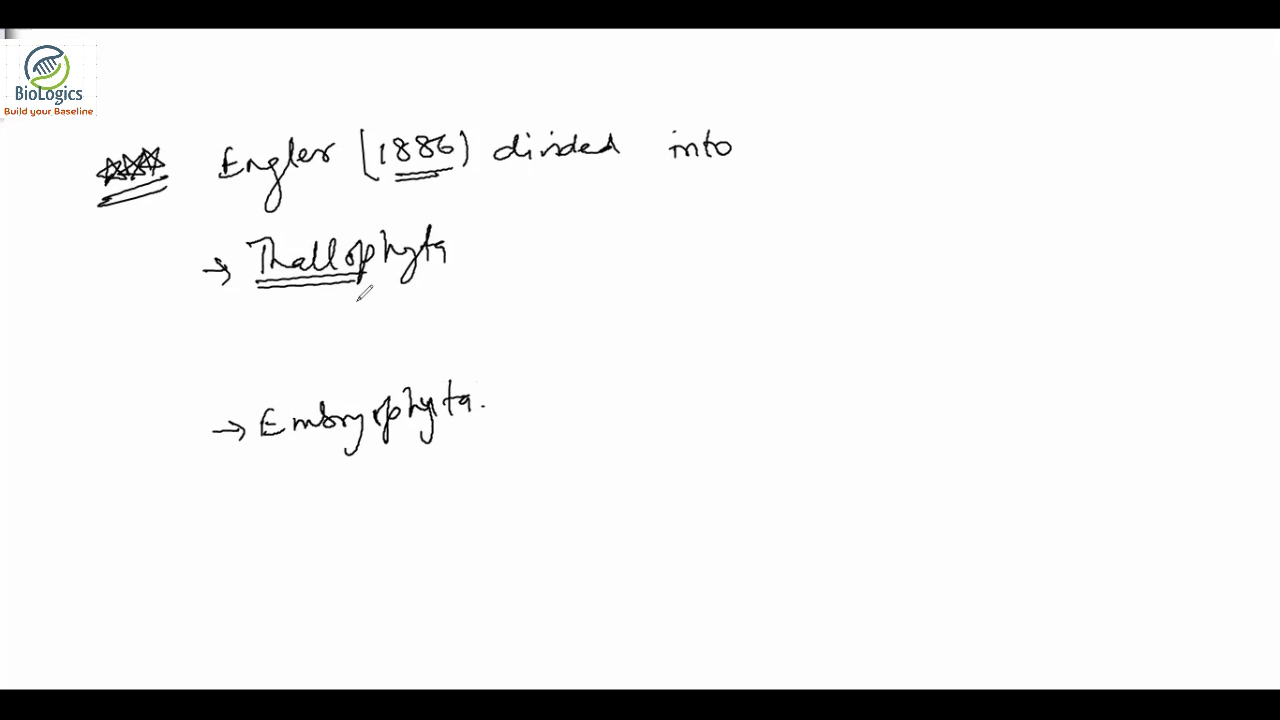 BioLogics
Build your Baseline
Engler (1886) divided into
→ Thallophyta
→ Embryophyta.